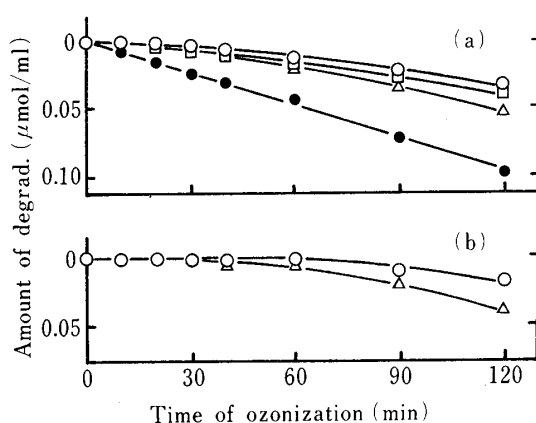 Amount of degrad. (μmol/ml)
(a)
0
0.05
0.10
(b)
0
0.05
0 30 60 90 120
Time of ozonization (min)